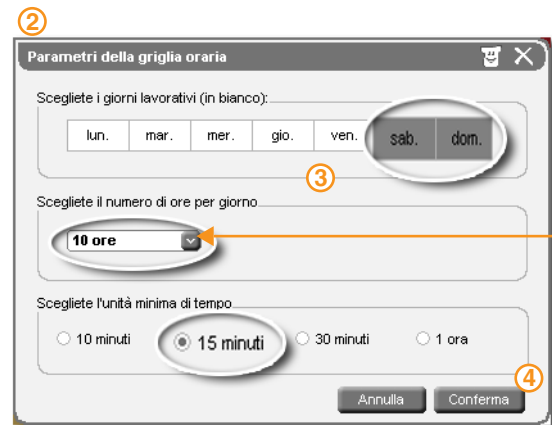 2
Parametri della griglia oraria
Scegliete i giorni lavorativi (in bianco):
lun. mar. mer. gio. ven. sab. dom.
3
Scegliete il numero di ore per giorno
10 ore
Scegliete l'unità minima di tempo
10 minuti 15 minuti 30 minuti 1 ora
4
Annulla Conferma